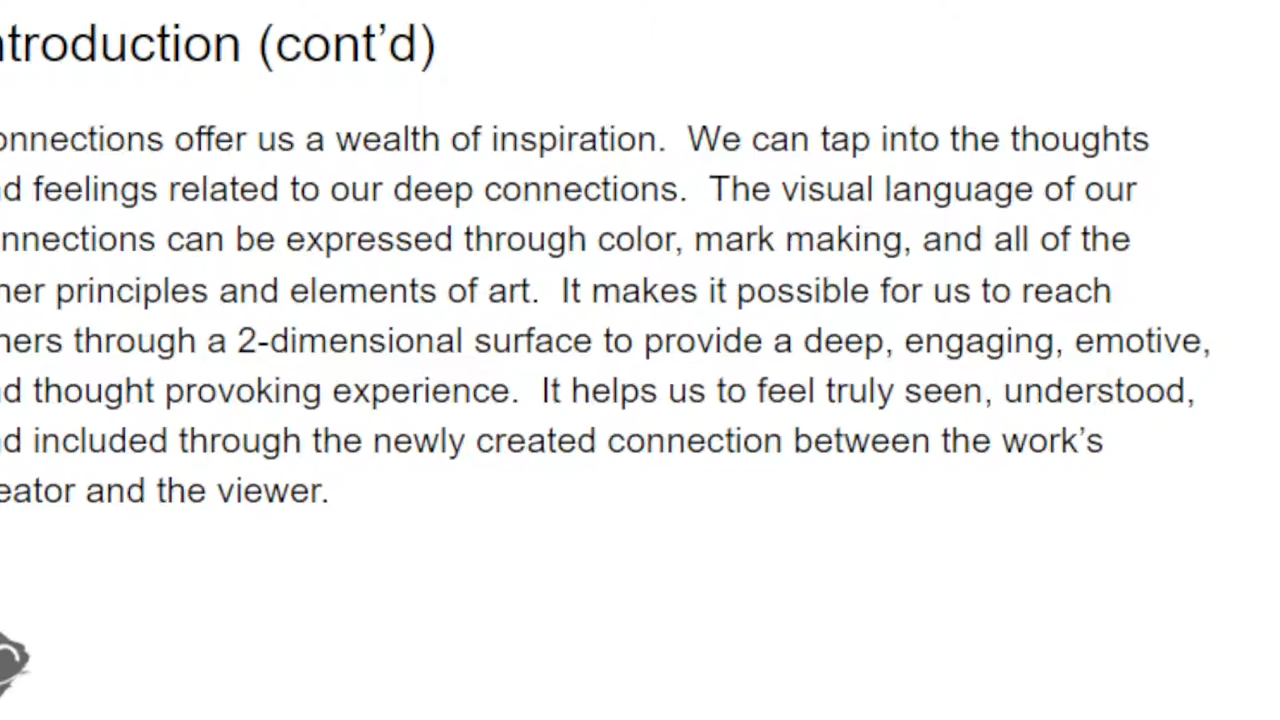 ntroduction (cont’d)
onnections offer us a wealth of inspiration.  We can tap into the thoughts
d feelings related to our deep connections.  The visual language of our
nnections can be expressed through color, mark making, and all of the
her principles and elements of art.  It makes it possible for us to reach
hers through a 2-dimensional surface to provide a deep, engaging, emotive,
d thought provoking experience.  It helps us to feel truly seen, understood,
d included through the newly created connection between the work’s
eator and the viewer.